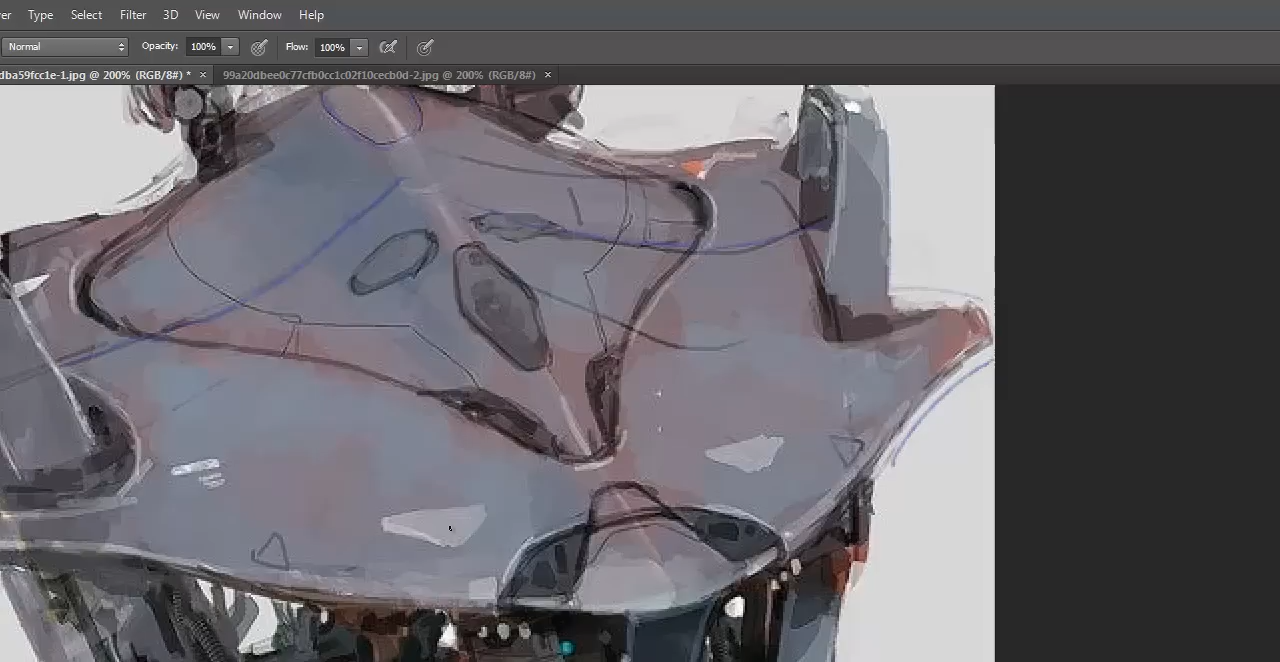 er Type Select Filter 3D View Window Help
Normal Opacity: 100% Flow: 100%
dba59fcc1e-1.jpg @ 200% (RGB/8#) * × 99a20dbee0c77cfb0cc1c02f10cecb0d-2.jpg @ 200% (RGB/8#) ×